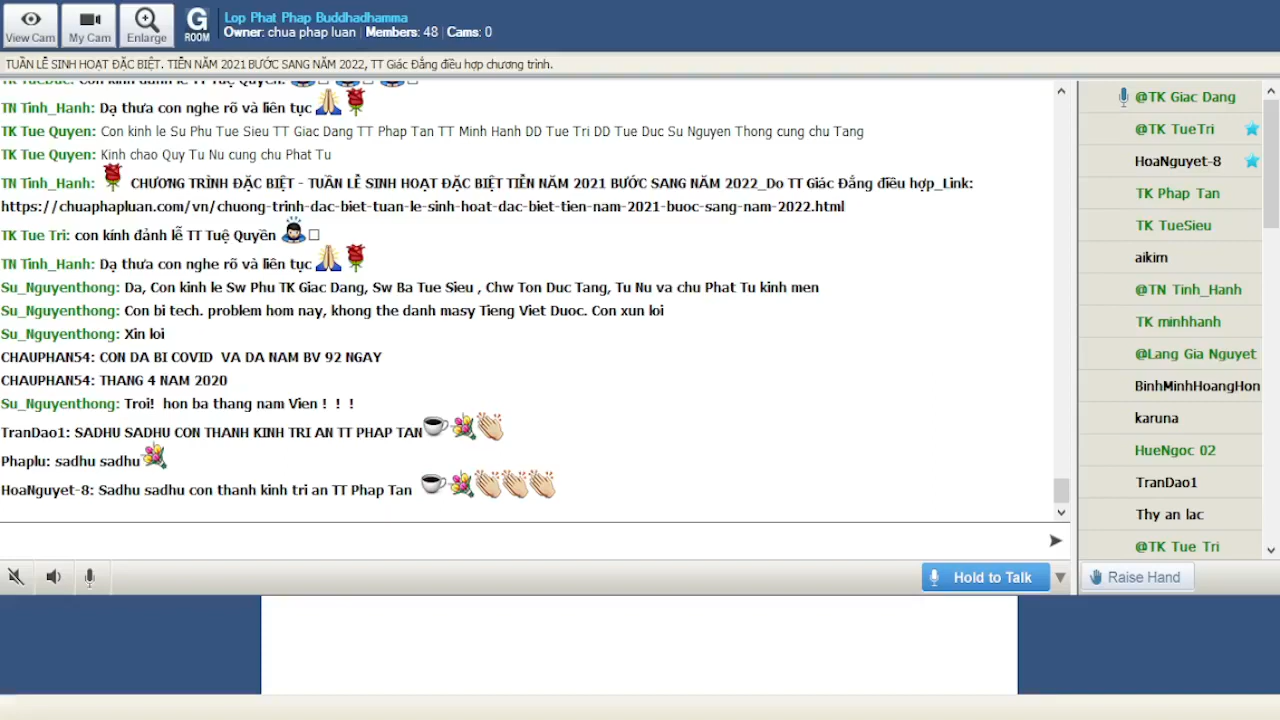 View Cam
My Cam
Enlarge
G
ROOM
Lop Phat Phap Buddhadhamma
Owner: chua phap luan Members: 48 Cams: 0
TUẦN LỄ SINH HOẠT ĐẶC BIỆT. TIỄN NĂM 2021 BƯỚC SANG NĂM 2022, TT Giác Đẳng điều hợp chương trình.
TK TueDuc: Con kính đảnh lễ TT Tuệ Quyền.
TN Tinh_Hanh: Dạ thưa con nghe rõ và liên tục
TK Tue Quyen: Con kinh le Su Phu Tue Sieu TT Giac Dang TT Phap Tan TT Minh Hanh DD Tue Tri DD Tue Duc Su Nguyen Thong cung chu Tang
TK Tue Quyen: Kinh chao Quy Tu Nu cung chu Phat Tu
TN Tinh_Hanh: CHƯƠNG TRÌNH ĐẶC BIỆT - TUẦN LỄ SINH HOẠT ĐẶC BIỆT TIỄN NĂM 2021 BƯỚC SANG NĂM 2022_Do TT Giác Đẳng điều hợp_Link:
https://chuaphapluan.com/vn/chuong-trinh-dac-biet-tuan-le-sinh-hoat-dac-biet-tien-nam-2021-buoc-sang-nam-2022.html
TK Tue Tri: con kính đảnh lễ TT Tuệ Quyền
TN Tinh_Hanh: Dạ thưa con nghe rõ và liên tục
Su_Nguyenthong: Da, Con kinh le Sw Phu TK Giac Dang, Sw Ba Tue Sieu , Chw Ton Duc Tang, Tu Nu va chu Phat Tu kinh men
Su_Nguyenthong: Con bi tech. problem hom nay, khong the danh masy Tieng Viet Duoc. Con xun loi
Su_Nguyenthong: Xin loi
CHAUPHAN54: CON DA BI COVID VA DA NAM BV 92 NGAY
CHAUPHAN54: THANG 4 NAM 2020
Su_Nguyenthong: Troi! hon ba thang nam Vien ! ! !
TranDao1: SADHU SADHU CON THANH KINH TRI AN TT PHAP TAN
Phaplu: sadhu sadhu
HoaNguyet-8: Sadhu sadhu con thanh kinh tri an TT Phap Tan
Hold to Talk
@TK Giac Dang
@TK TueTri
HoaNguyet-8
TK Phap Tan
TK TueSieu
aikim
@TN Tinh_Hanh
TK minhhanh
@Lang Gia Nguyet
BinhMinhHoangHon
karuna
HueNgoc 02
TranDao1
Thy an lac
@TK Tue Tri
Raise Hand